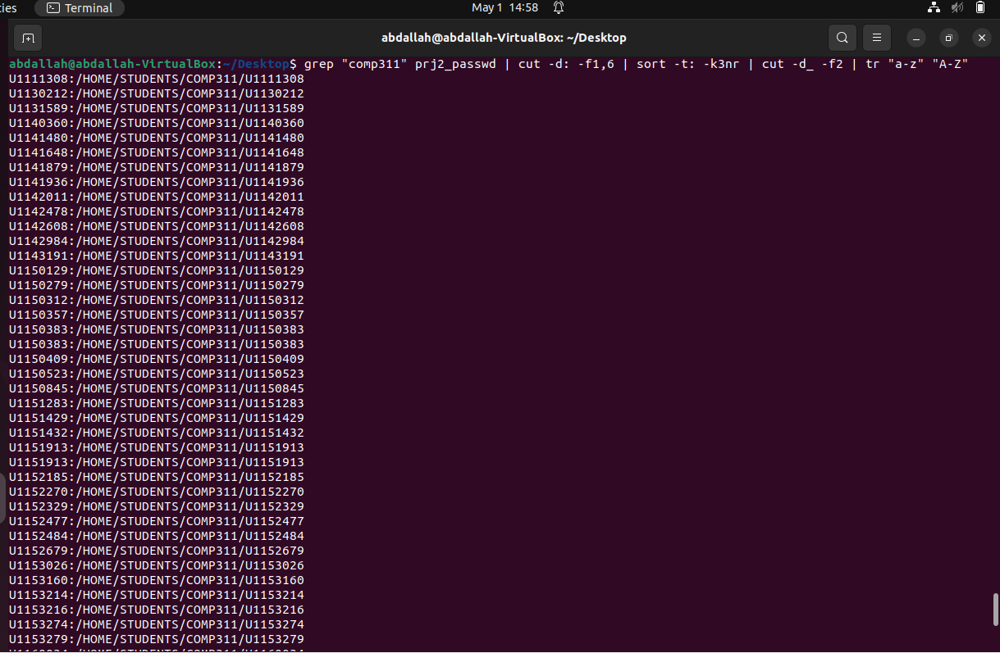 ties
Terminal
May 1 14:58
abdallah@abdallah-VirtualBox: ~/Desktop
abdallah@abdallah-VirtualBox:~/Desktop$ grep "comp311" prj2_passwd | cut -d: -f1,6 | sort -t: -k3nr | cut -d_ -f2 | tr "a-z" "A-Z"
U1111308:/HOME/STUDENTS/COMP311/U1111308
U1130212:/HOME/STUDENTS/COMP311/U1130212
U1131589:/HOME/STUDENTS/COMP311/U1131589
U1140360:/HOME/STUDENTS/COMP311/U1140360
U1141480:/HOME/STUDENTS/COMP311/U1141480
U1141648:/HOME/STUDENTS/COMP311/U1141648
U1141879:/HOME/STUDENTS/COMP311/U1141879
U1141936:/HOME/STUDENTS/COMP311/U1141936
U1142011:/HOME/STUDENTS/COMP311/U1142011
U1142478:/HOME/STUDENTS/COMP311/U1142478
U1142608:/HOME/STUDENTS/COMP311/U1142608
U1142984:/HOME/STUDENTS/COMP311/U1142984
U1143191:/HOME/STUDENTS/COMP311/U1143191
U1150129:/HOME/STUDENTS/COMP311/U1150129
U1150279:/HOME/STUDENTS/COMP311/U1150279
U1150312:/HOME/STUDENTS/COMP311/U1150312
U1150357:/HOME/STUDENTS/COMP311/U1150357
U1150383:/HOME/STUDENTS/COMP311/U1150383
U1150383:/HOME/STUDENTS/COMP311/U1150383
U1150409:/HOME/STUDENTS/COMP311/U1150409
U1150523:/HOME/STUDENTS/COMP311/U1150523
U1150845:/HOME/STUDENTS/COMP311/U1150845
U1151283:/HOME/STUDENTS/COMP311/U1151283
U1151429:/HOME/STUDENTS/COMP311/U1151429
U1151432:/HOME/STUDENTS/COMP311/U1151432
U1151913:/HOME/STUDENTS/COMP311/U1151913
U1151913:/HOME/STUDENTS/COMP311/U1151913
U1152185:/HOME/STUDENTS/COMP311/U1152185
U1152270:/HOME/STUDENTS/COMP311/U1152270
U1152329:/HOME/STUDENTS/COMP311/U1152329
U1152477:/HOME/STUDENTS/COMP311/U1152477
U1152484:/HOME/STUDENTS/COMP311/U1152484
U1152679:/HOME/STUDENTS/COMP311/U1152679
U1153026:/HOME/STUDENTS/COMP311/U1153026
U1153160:/HOME/STUDENTS/COMP311/U1153160
U1153214:/HOME/STUDENTS/COMP311/U1153214
U1153216:/HOME/STUDENTS/COMP311/U1153216
U1153274:/HOME/STUDENTS/COMP311/U1153274
U1153279:/HOME/STUDENTS/COMP311/U1153279